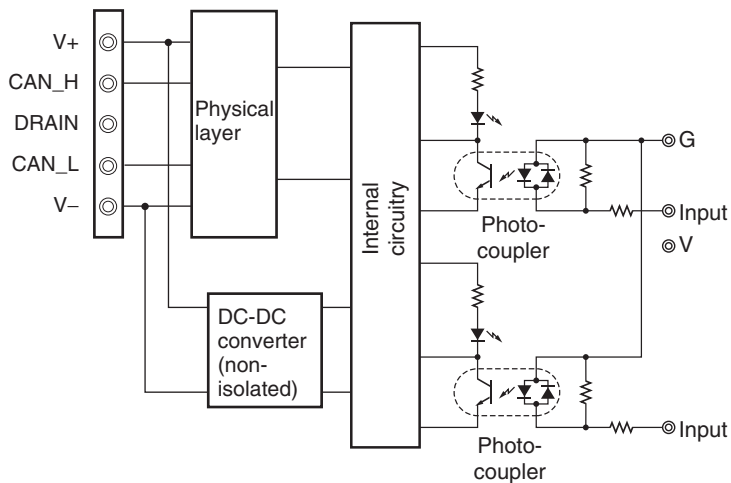 V+
CAN_H
DRAIN
CAN_L
V–
Physical
layer
DC-DC
converter
(non-
isolated)
Internal
circuitry
Photo-
coupler
G
Input
V
Photo-
coupler
Input